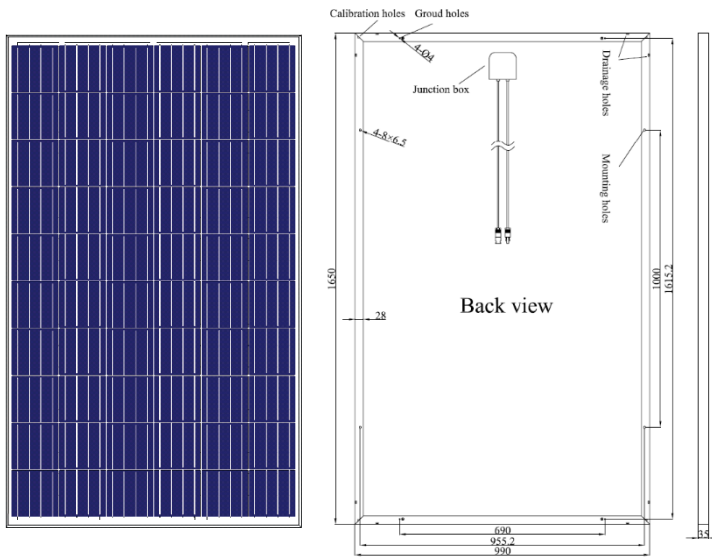 Calibration holes
Groud holes
4-Ø4
Junction box
Drainage holes
4-8×6.5
Mounting holes
1650
1000
1615.2
Back view
28
690
955.2
990
35